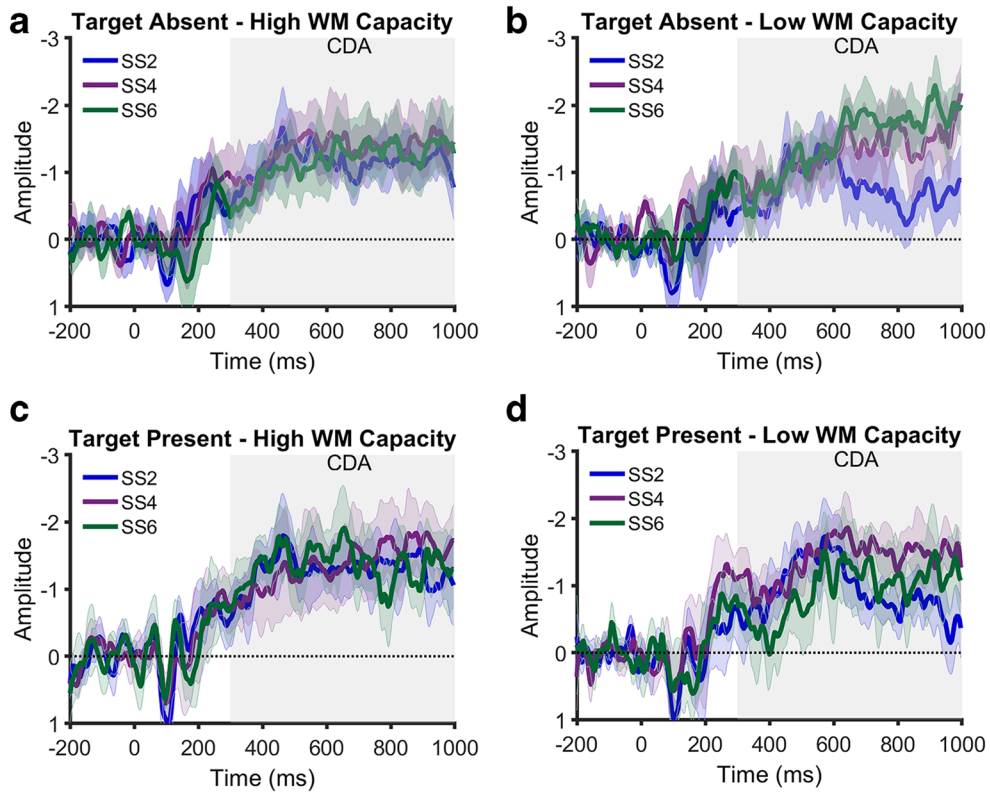 a
Target Absent - High WM Capacity
CDA
-3
-2
-1
0
1
Amplitude
SS2
SS4
SS6
-200 0 200 400 600 800 1000
Time (ms)
b
Target Absent - Low WM Capacity
CDA
-3
-2
-1
0
1
Amplitude
SS2
SS4
SS6
-200 0 200 400 600 800 1000
Time (ms)
c
Target Present - High WM Capacity
CDA
-3
-2
-1
0
1
Amplitude
SS2
SS4
SS6
-200 0 200 400 600 800 1000
Time (ms)
d
Target Present - Low WM Capacity
CDA
-3
-2
-1
0
1
Amplitude
SS2
SS4
SS6
-200 0 200 400 600 800 1000
Time (ms)